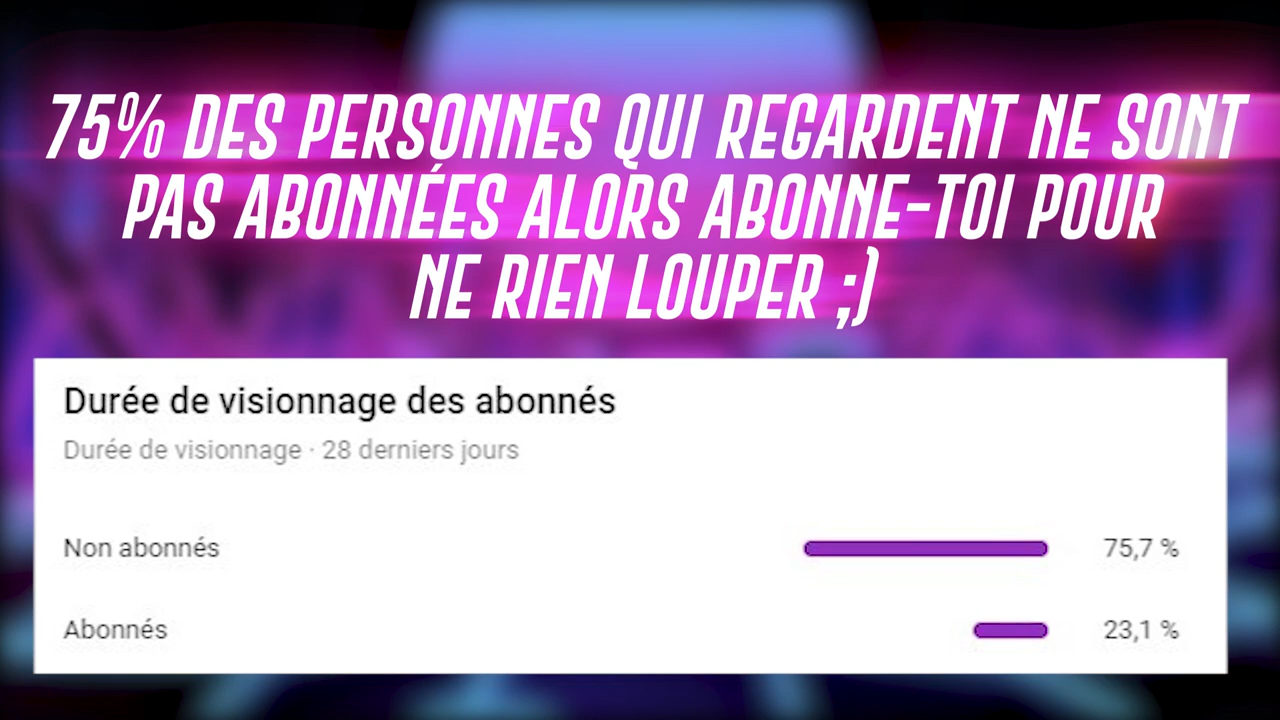 75% DES PERSONNES QUI REGARDENT NE SONT
PAS ABONNÉES ALORS ABONNE-TOI POUR
NE RIEN LOUPER ;)
Durée de visionnage des abonnés
Durée de visionnage · 28 derniers jours
Non abonnés 75,7 %
Abonnés 23,1 %